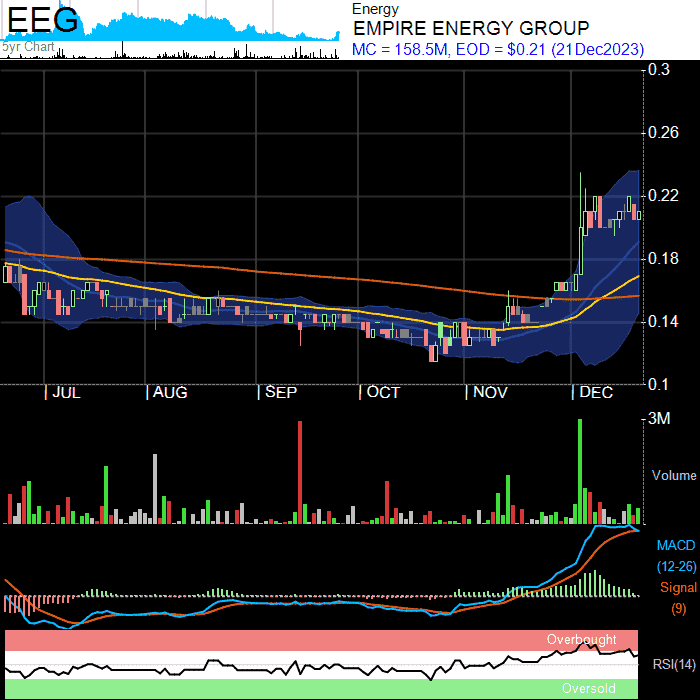 EEG
5yr Chart
Energy
EMPIRE ENERGY GROUP
MC = 158.5M, EOD = $0.21 (21Dec2023)
0.3
0.26
0.22
0.18
0.14
0.1
JUL AUG SEP OCT NOV DEC
3M
Volume
MACD
(12-26)
Signal
(9)
Overbought
RSI(14)
Oversold